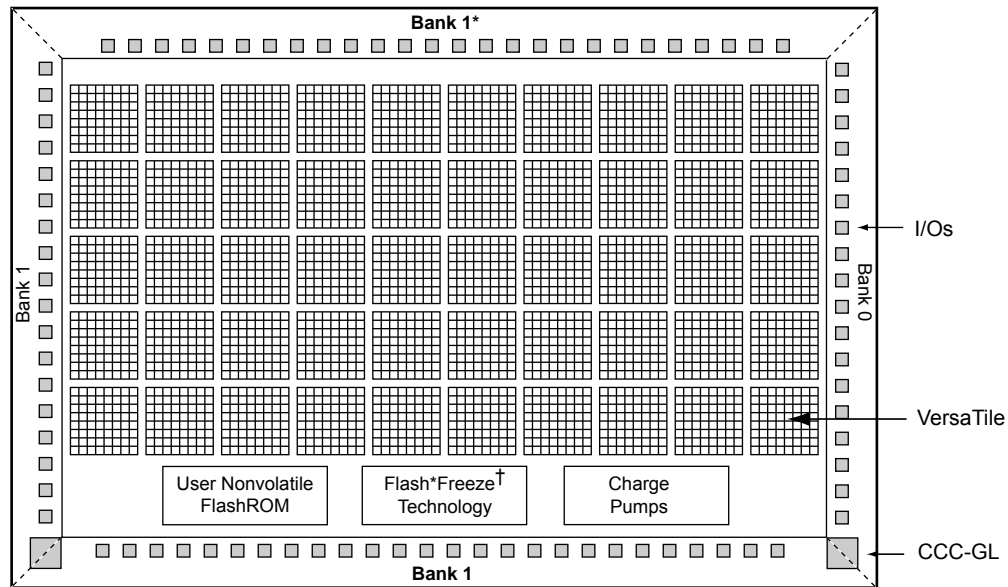 Bank 1*
I/Os
Bank 1
Bank 0
VersaTile
User Nonvolatile
FlashROM
Flash*Freeze†
Technology
Charge
Pumps
CCC-GL
Bank 1